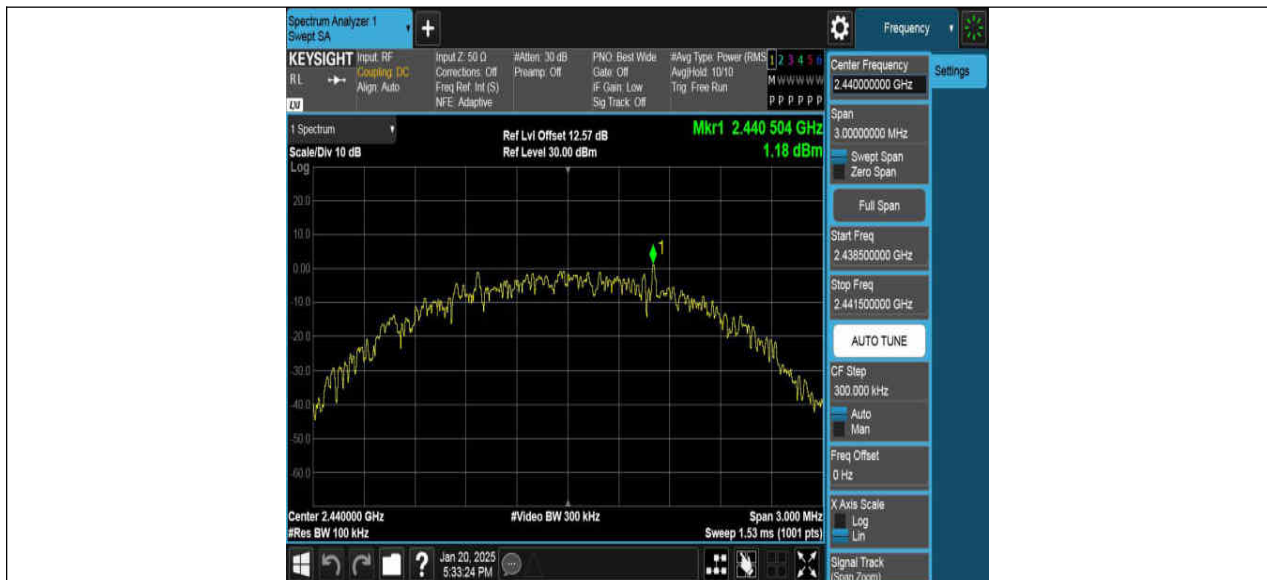 Spectrum Analyzer 1
Swept SA
+
Frequency
KEYSIGHT
RL
LXI
Input: RF
Coupling: DC
Align: Auto
Input Z: 50 Ω
Corrections: Off
Freq Ref: Int (S)
NFE: Adaptive
#Atten: 30 dB
Preamp: Off
PNO: Best Wide
Gate: Off
IF Gain: Low
Sig Track: Off
#Avg Type: Power (RMS
Avg|Hold: 10/10
Trig: Free Run
1 2 3 4 5 6
M W W W W W
P P P P P P
Center Frequency
2.440000000 GHz
Settings
Span
3.00000000 MHz
Swept Span
Zero Span
Full Span
Start Freq
2.438500000 GHz
Stop Freq
2.441500000 GHz
AUTO TUNE
CF Step
300.000 kHz
Auto
Man
Freq Offset
0 Hz
X Axis Scale
Log
Lin
Signal Track
(Span Zoom)
1 Spectrum
Scale/Div 10 dB
Ref Lvl Offset 12.57 dB
Ref Level 30.00 dBm
Mkr1 2.440 504 GHz
1.18 dBm
Log
20.0
10.0
0.00
-10.0
-20.0
-30.0
-40.0
-50.0
-60.0
1
Center 2.440000 GHz
#Video BW 300 kHz
Span 3.000 MHz
#Res BW 100 kHz
Sweep 1.53 ms (1001 pts)
?
Jan 20, 2025
5:33:24 PM